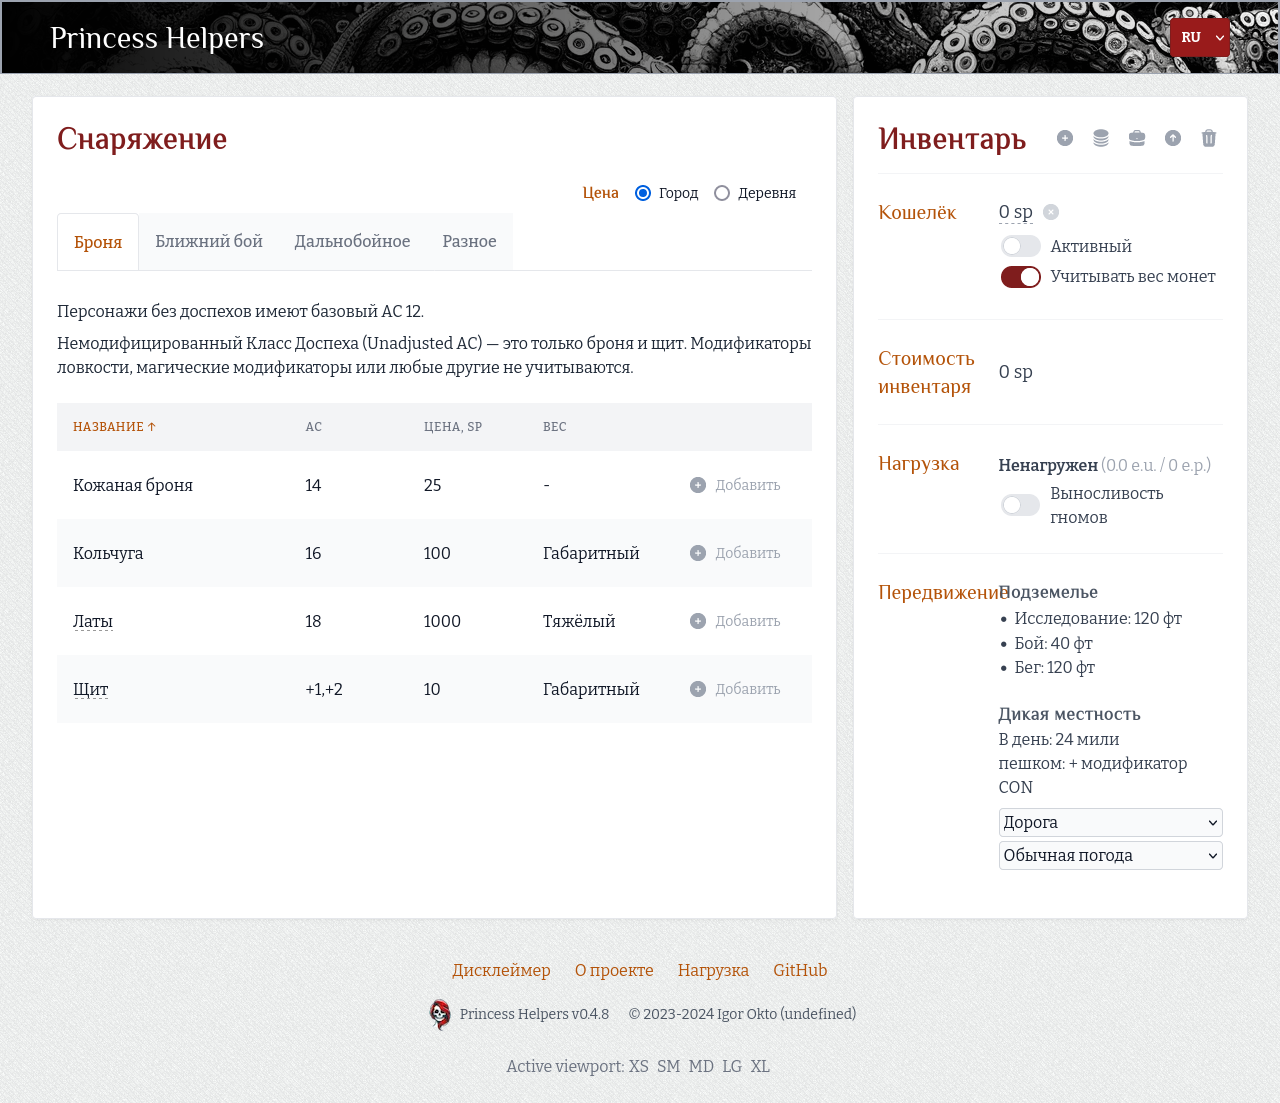 Princess Helpers
RU
Снаряжение
Цена Город Деревня
Броня Ближний бой Дальнобойное Разное
Персонажи без доспехов имеют базовый AC 12.
Немодифицированный Класс Доспеха (Unadjusted AC) — это только броня и щит. Модификаторы
ловкости, магические модификаторы или любые другие не учитываются.
НАЗВАНИЕ ↑ AC ЦЕНА, SP ВЕС
Кожаная броня 14 25 - Добавить
Кольчуга 16 100 Габаритный Добавить
Латы 18 1000 Тяжёлый Добавить
Щит +1,+2 10 Габаритный Добавить
Инвентарь
Кошелёк 0 sp
Активный
Учитывать вес монет
Стоимость
инвентаря
0 sp
Нагрузка Ненагружен (0.0 e.u. / 0 e.p.)
Выносливость
гномов
Передвижение Подземелье
• Исследование: 120 фт
• Бой: 40 фт
• Бег: 120 фт
Дикая местность
В день: 24 мили
пешком: + модификатор
CON
Дорога
Обычная погода
Дисклеймер О проекте Нагрузка GitHub
Princess Helpers v0.4.8 © 2023-2024 Igor Okto (undefined)
Active viewport: XS SM MD LG XL